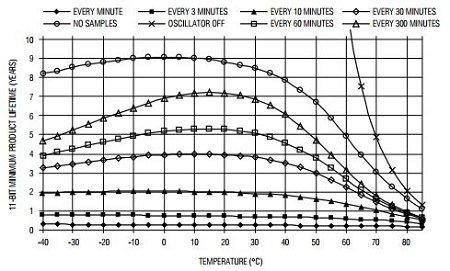 EVERY MINUTE EVERY 3 MINUTES EVERY 10 MINUTES EVERY 30 MINUTES
NO SAMPLES OSCILLATOR OFF EVERY 60 MINUTES EVERY 300 MINUTES
11-BIT MINIMUM PRODUCT LIFETIME (YEARS)
10
9
8
7
6
5
4
3
2
1
0
-40 -30 -20 -10 0 10 20 30 40 50 60 70 80
TEMPERATURE (°C)